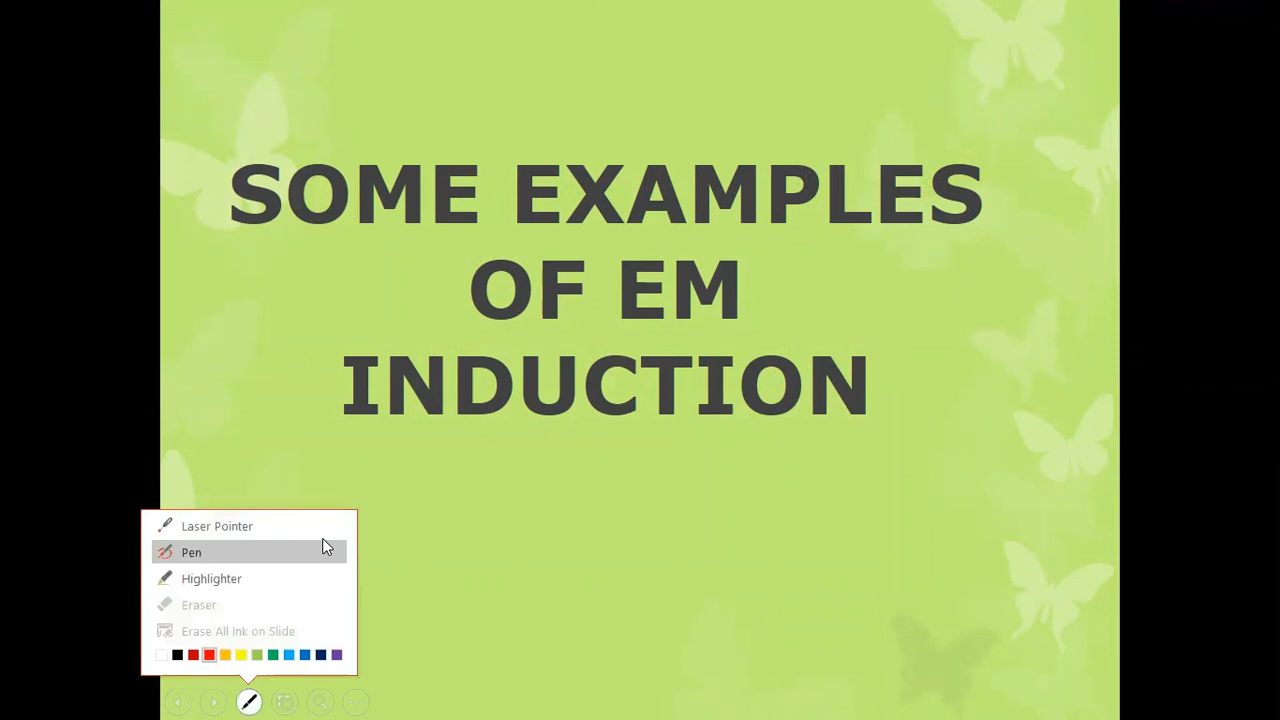 SOME EXAMPLES
OF EM
INDUCTION
Laser Pointer
Pen
Highlighter
Eraser
Erase All Ink on Slide